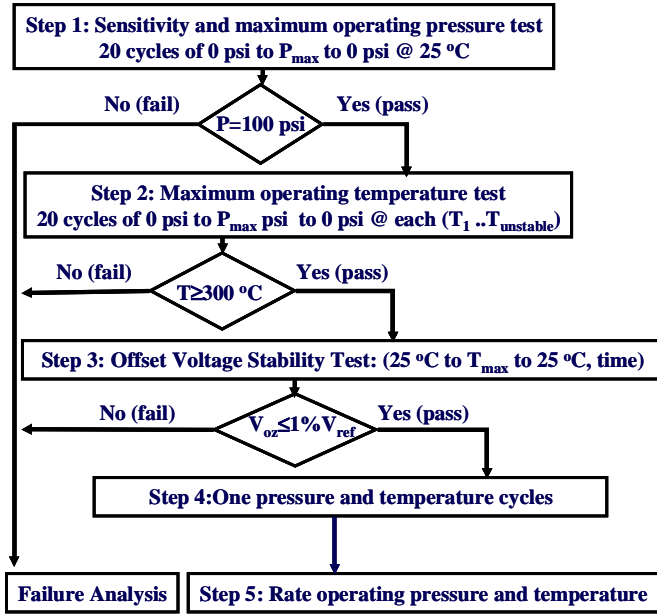 Step 1: Sensitivity and maximum operating pressure test
20 cycles of 0 psi to Pmax to 0 psi @ 25 °C
No (fail)
Yes (pass)
P=100 psi
Step 2: Maximum operating temperature test
20 cycles of 0 psi to Pmax psi to 0 psi @ each (T1 ..Tunstable)
No (fail)
Yes (pass)
T≥300 °C
Step 3: Offset Voltage Stability Test: (25 °C to Tmax to 25 °C, time)
No (fail)
Yes (pass)
Voz≤1%Vref
Step 4:One pressure and temperature cycles
Failure Analysis
Step 5: Rate operating pressure and temperature